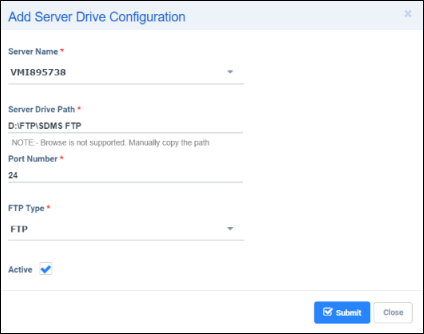 Add Server Drive Configuration ×
Server Name *
VMI895738
Server Drive Path *
D:\FTP\SDMS FTP
NOTE:- Browse is not supported. Manually copy the path
Port Number *
24
FTP Type *
FTP
Active
Submit Close